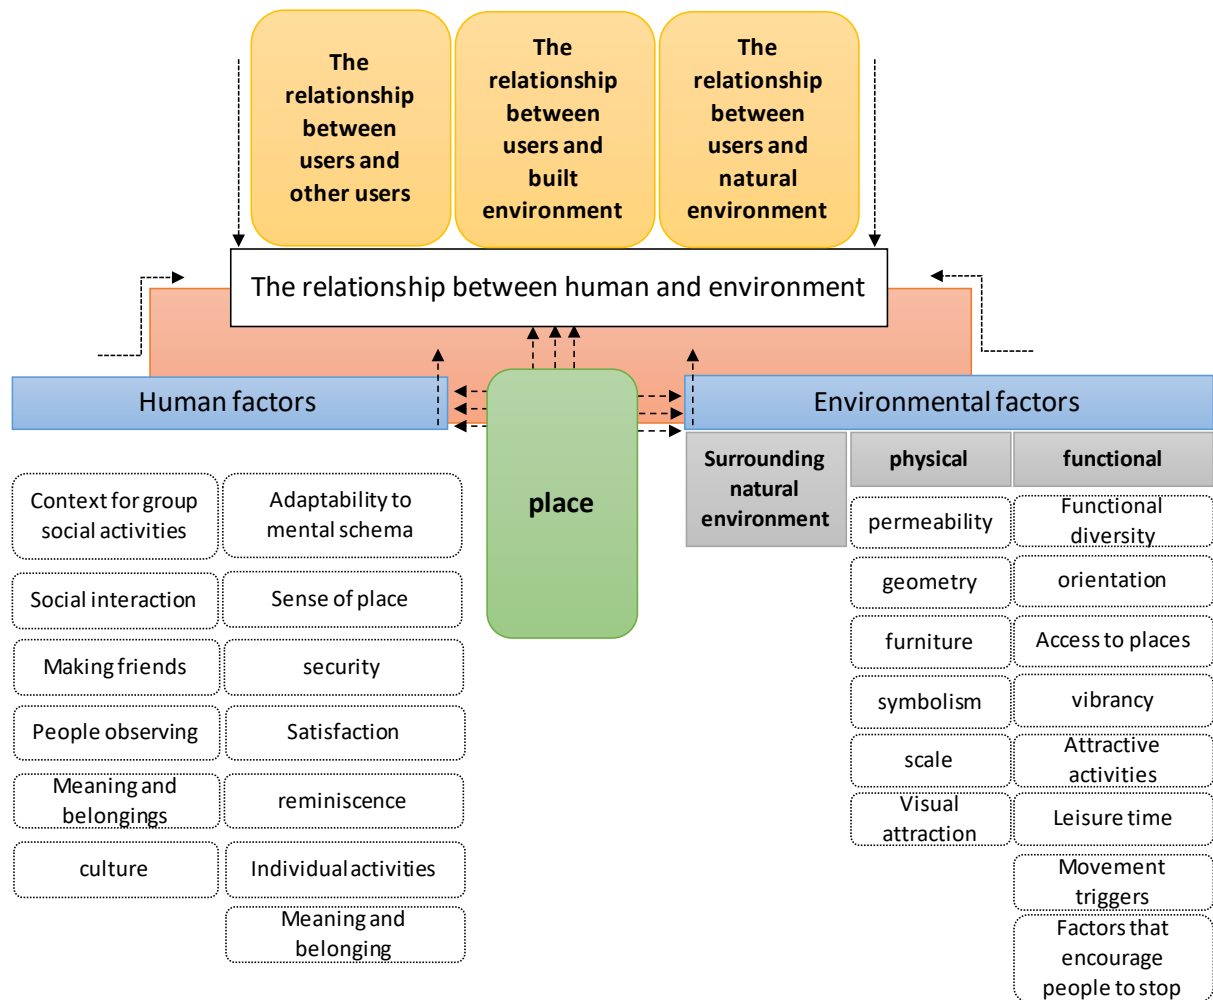 The
relationship
between
users and
other users
The
relationship
between
users and
built
environment
The
relationship
between
users and
natural
environment
The relationship between human and environment
Human factors
Environmental factors
place
Surrounding
natural
environment
physical
functional
Context for group
social activities
Social interaction
Making friends
People observing
Meaning and
belongings
culture
Adaptability to
mental schema
Sense of place
security
Satisfaction
reminiscence
Individual activities
Meaning and
belonging
permeability
geometry
furniture
symbolism
scale
Visual
attraction
Functional
diversity
orientation
Access to places
vibrancy
Attractive
activities
Leisure time
Movement
triggers
Factors that
encourage
people to stop